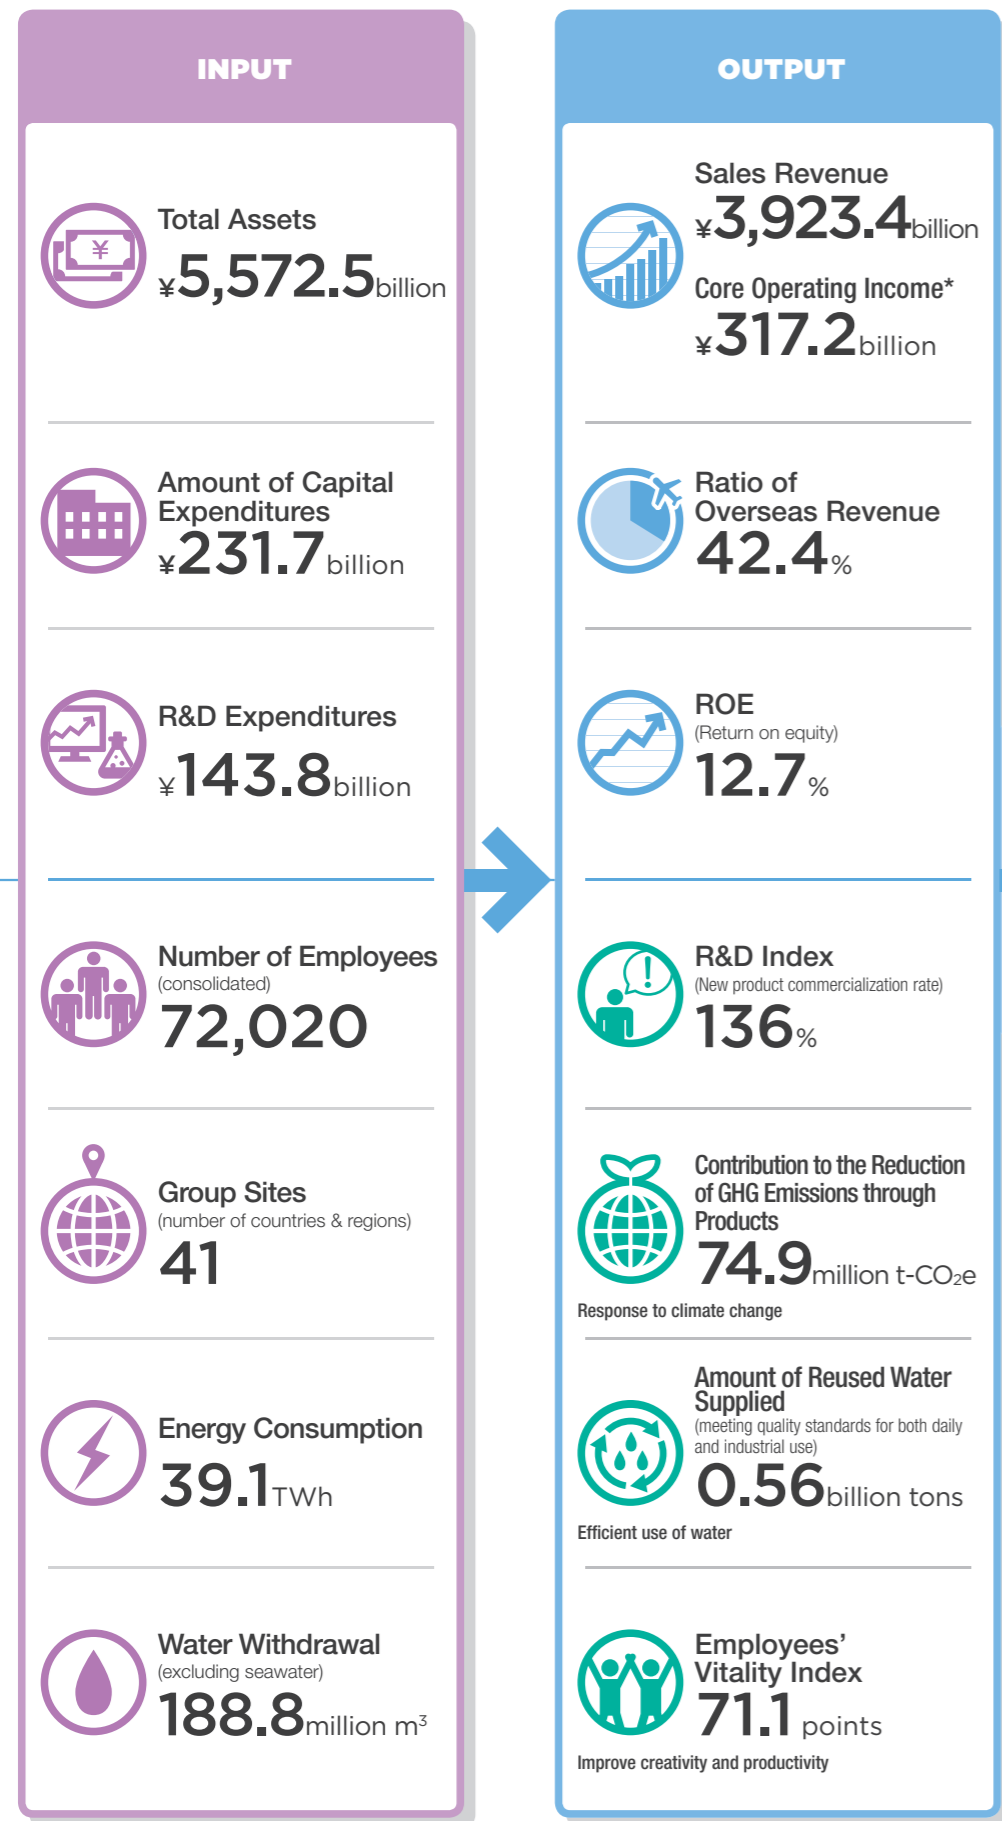 INPUT
Total Assets
¥5,572.5billion
Amount of Capital
Expenditures
¥231.7billion
R&D Expenditures
¥143.8billion
Number of Employees
(consolidated)
72,020
Group Sites
(number of countries & regions)
41
Energy Consumption
39.1TWh
Water Withdrawal
(excluding seawater)
188.8million m³
OUTPUT
Sales Revenue
¥3,923.4billion
Core Operating Income*
¥317.2billion
Ratio of
Overseas Revenue
42.4%
ROE
(Return on equity)
12.7%
R&D Index
(New product commercialization rate)
136%
Contribution to the Reduction
of GHG Emissions through
Products
74.9million t-CO₂e
Response to climate change
Amount of Reused Water
Supplied
(meeting quality standards for both daily
and industrial use)
0.56billion tons
Efficient use of water
Employees’
Vitality Index
71.1 points
Improve creativity and productivity